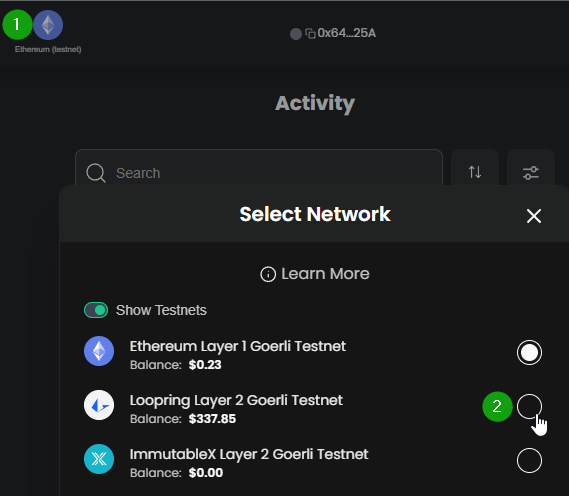 1
Ethereum (testnet)
0x64...25A
Activity
Search
Select Network
Learn More
Show Testnets
Ethereum Layer 1 Goerli Testnet
Balance: $0.23
Loopring Layer 2 Goerli Testnet
Balance: $337.85
2
ImmutableX Layer 2 Goerli Testnet
Balance: $0.00